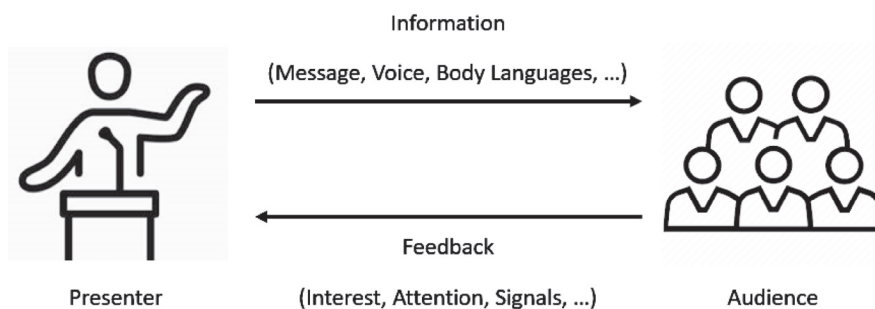 Information
(Message, Voice, Body Languages, ...)
Feedback
Presenter
(Interest, Attention, Signals, ...)
Audience